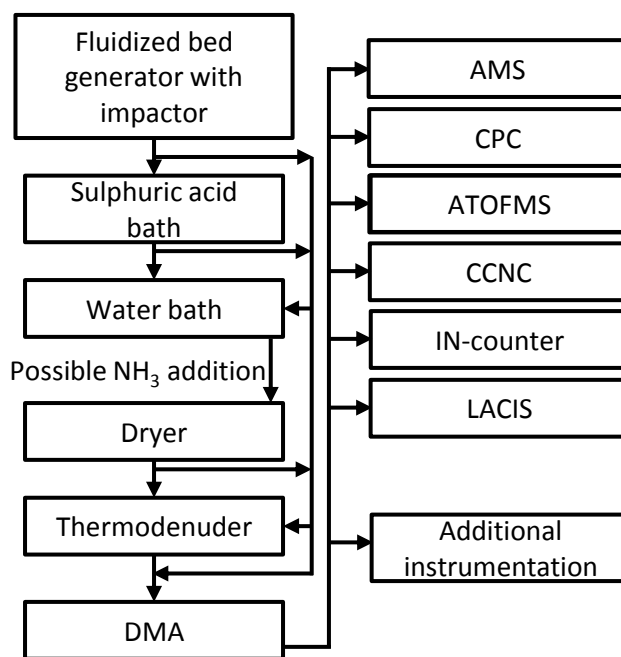 Fluidized bed
generator with
impactor
Sulphuric acid
bath
Water bath
Possible NH₃ addition
Dryer
Thermodenuder
DMA
AMS
CPC
ATOFMS
CCNC
IN-counter
LACIS
Additional
instrumentation